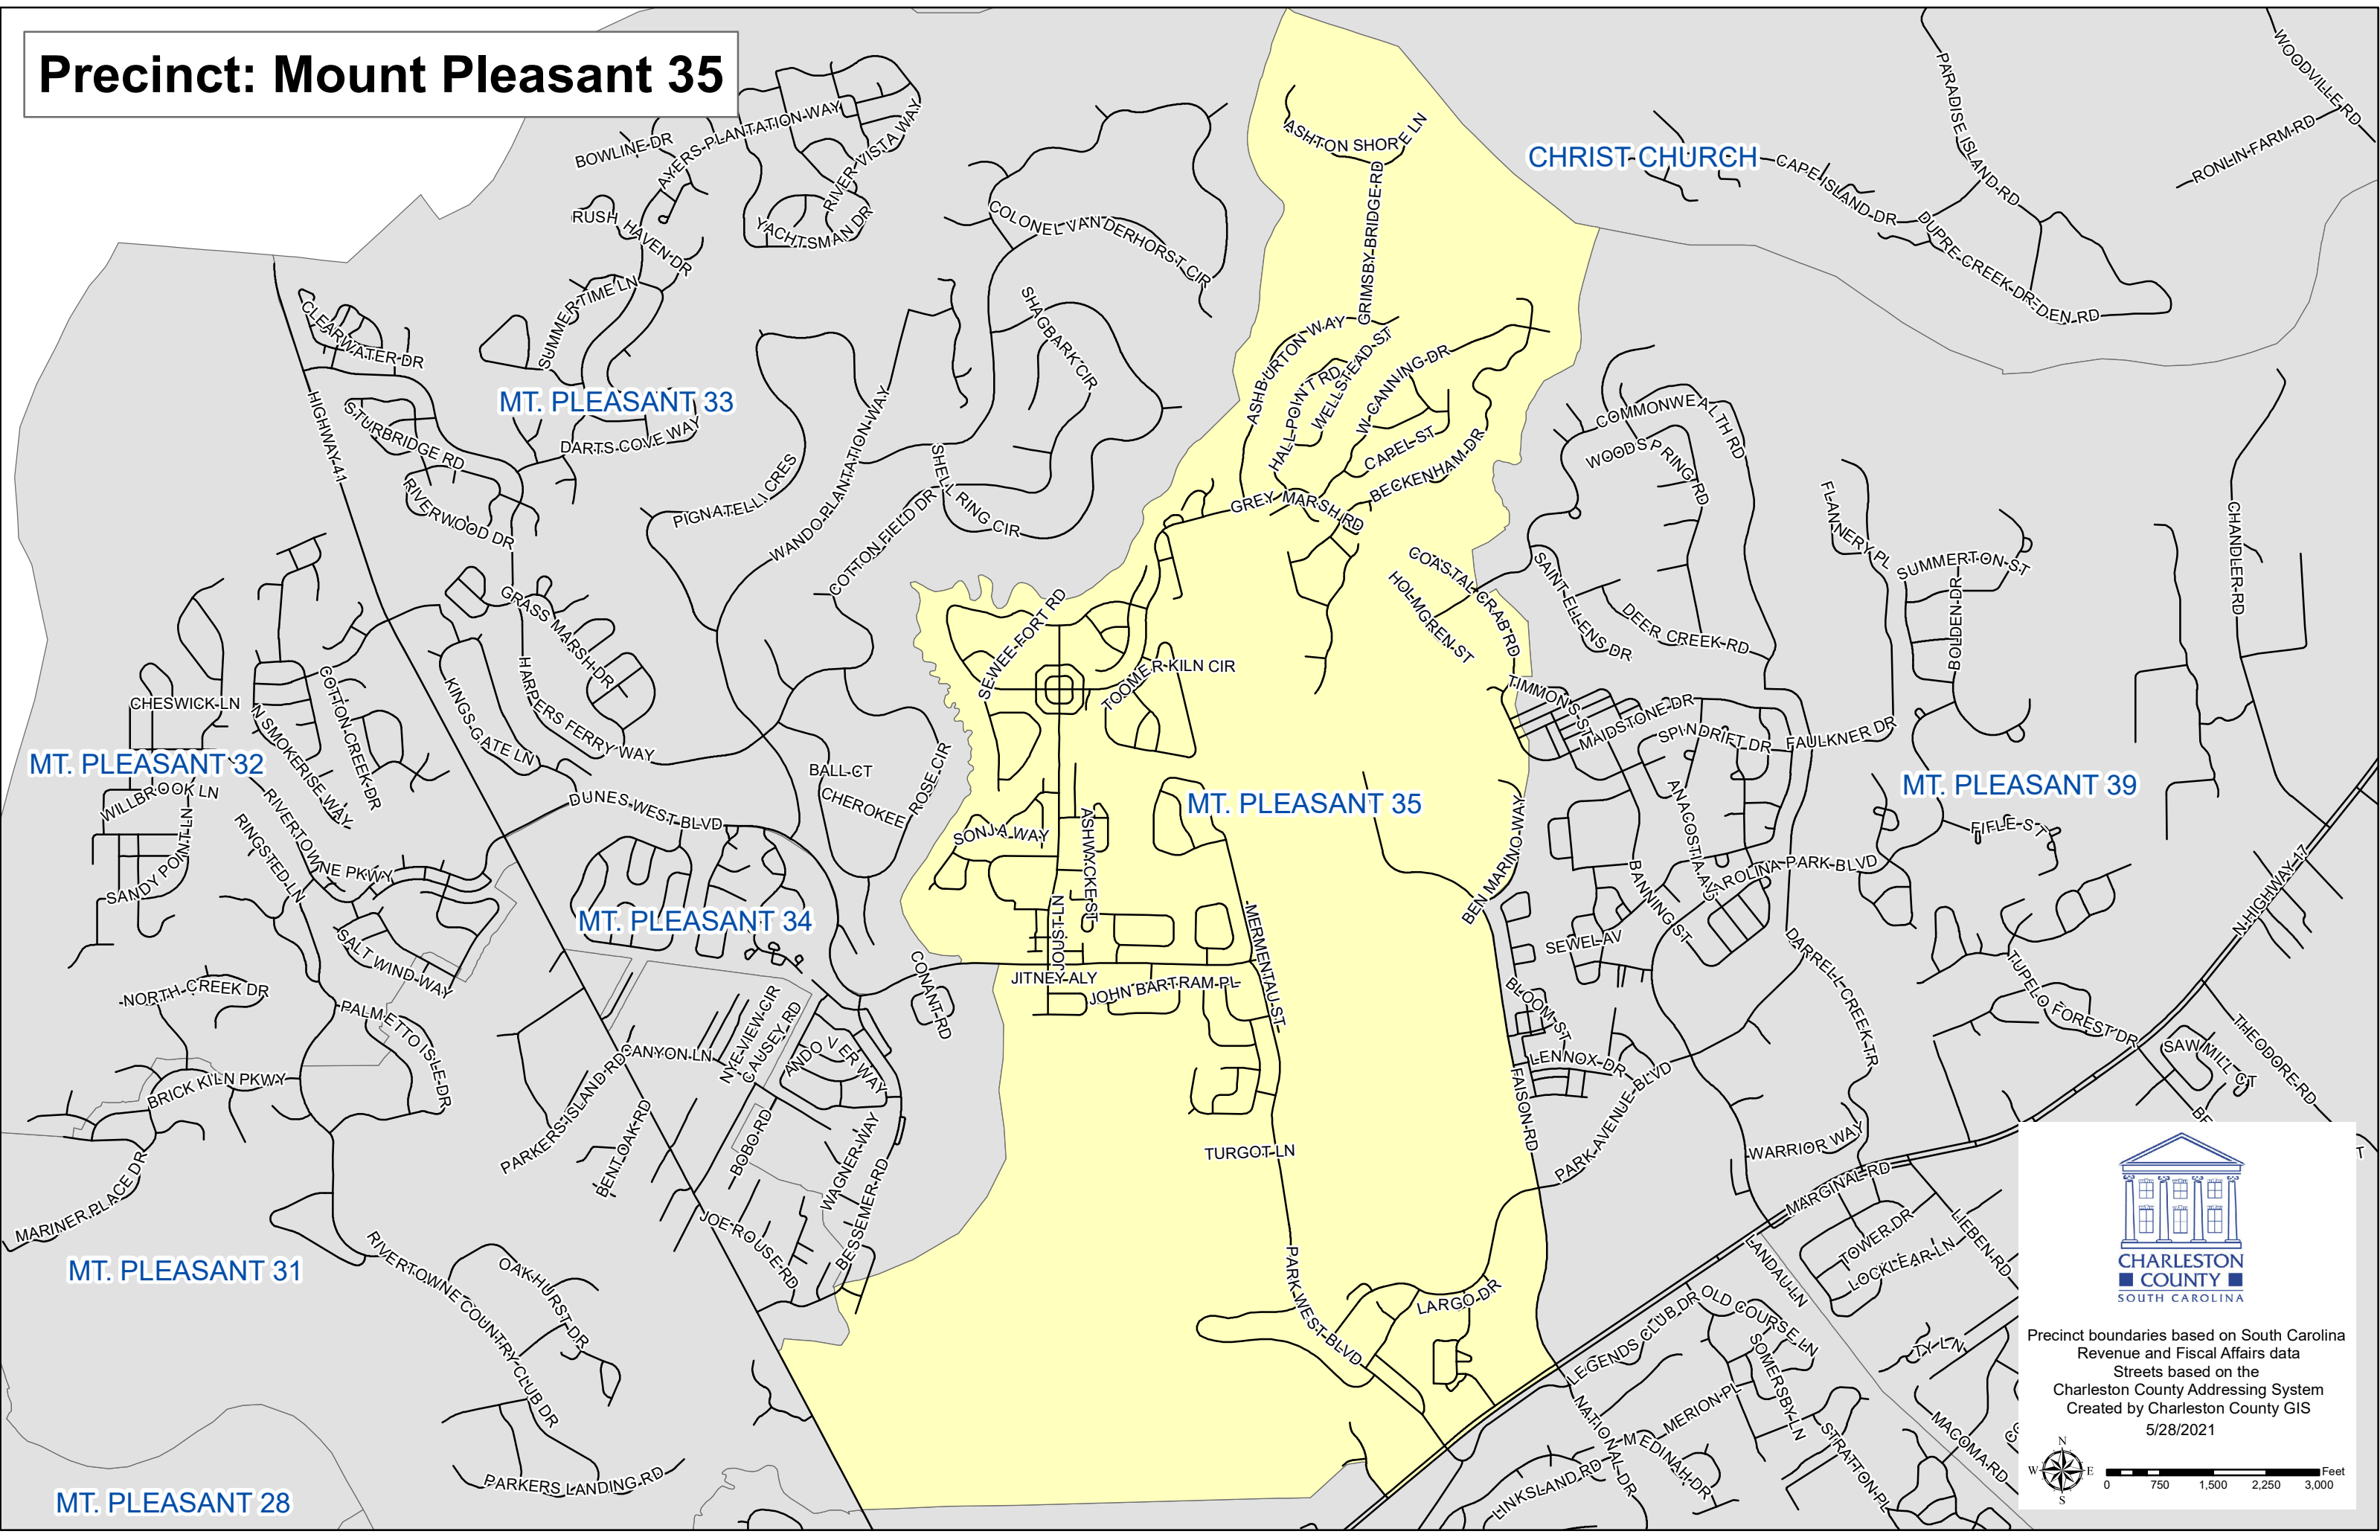 Precinct: Mount Pleasant 35
WOODVILLE RD
PARADISE ISLAND RD
RONLIN FARM RD
CHRIST CHURCH
CAPE ISLAND DR
DUPRE CREEK DR
EDEN RD
ASHTON SHORE LN
GRIMSBY BRIDGE RD
BOWLINE DR
AYERS PLANTATION WAY
RIVER VISTA WAY
RUSH HAVEN DR
YACHTSMAN DR
COLONEL VANDERHORST CIR
SUMMERTIME LN
CLEARWATER DR
SHAGBARK CIR
MT. PLEASANT 33
HIGHWAY 41
STURBRIDGE RD
DARTS COVE WAY
RIVERWOOD DR
PIGNATELLI CRES
WANDO PLANTATION WAY
SHELL RING CIR
COTTON FIELD DR
ASHBURTON WAY
HALL POINT RD
WELLSTEAD ST
W CANNING DR
CAPEL ST
BECKENHAM DR
GREY MARSH RD
COMMONWEALTH RD
WOODSPRING RD
FLANNERY PL
SUMMERTON ST
BOLDEN DR
CHANDLER RD
COASTAL CRAB RD
HOLMGREN ST
SAINT ELLENS DR
DEER CREEK RD
GRASS MARSH DR
SEWEE FORT RD
TOOMER KILN CIR
HARPERS FERRY WAY
KINGS GATE LN
CHESWICK LN
N SMOKERISE WAY
COTTON CREEK DR
MT. PLEASANT 32
WILLBROOK LN
RIVERTOWNE PKWY
RINGSTED LN
SANDY POINT LN
DUNES WEST BLVD
BALL CT
CHEROKEE ROSE CIR
TIMMONS ST
MAIDSTONE DR
SPINDRIFT DR
FAULKNER DR
MT. PLEASANT 35
MT. PLEASANT 39
SONJA WAY
ASHWYCKE ST
BEN MARINO WAY
ANACOSTIA AV
CAROLINA PARK BLVD
FIFLE ST
N HIGHWAY 17
MT. PLEASANT 34
JOUSTI LN
MERMENTAU ST
BANNING ST
SEWEL AV
SALT WIND WAY
NORTH CREEK DR
CONANT RD
JITNEY ALY
JOHN BARTRAM PL
DARRELL CREEK TR
TUPELO FOREST DR
PALMETTO ISLE DR
NYE VIEW CIR
CAUSEY RD
CANYON LN
ANDOVER WAY
BLOOM ST
LENNOX DR
THEODORE RD
SAW MILL CT
BRICK KILN PKWY
PARKERS ISLAND RD
BENT OAK RD
BOBO RD
WAGNER WAY
BESSEMER RD
TURGOT LN
FAISON RD
PARK AVENUE BLVD
WARRIOR WAY
MARGINAL RD
MARINER PLACE DR
JOE ROUSE RD
MT. PLEASANT 31
RIVERTOWNE COUNTRY CLUB DR
OAKHURST DR
PARK WEST BLVD
LARGO DR
LANDAU LN
TOWER DR
LOCKLEAR LN
LIEBEN RD
LEGENDS CLUB DR
OLD COURSE LN
SOMERSBY LN
TY LN
NATIONAL DR
MERION PL
MEDINAH DR
LINKSLAND RD
STRATTON PL
MACOMA RD
PARKERS LANDING RD
MT. PLEASANT 28
CHARLESTON
COUNTY
SOUTH CAROLINA
Precinct boundaries based on South Carolina
Revenue and Fiscal Affairs data
Streets based on the
Charleston County Addressing System
Created by Charleston County GIS
5/28/2021
N
W
E
S
Feet
0 750 1,500 2,250 3,000